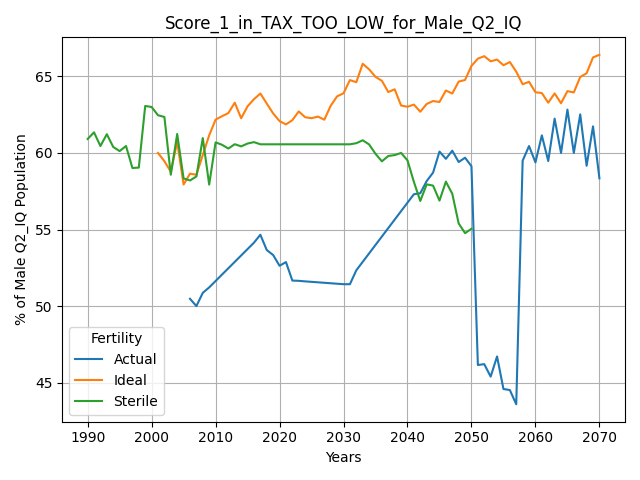 Score_1_in_TAX_TOO_LOW_for_Male_Q2_IQ
% of Male Q2_IQ Population
65
60
55
50
45
Fertility
Actual
Ideal
Sterile
1990 2000 2010 2020 2030 2040 2050 2060 2070
Years